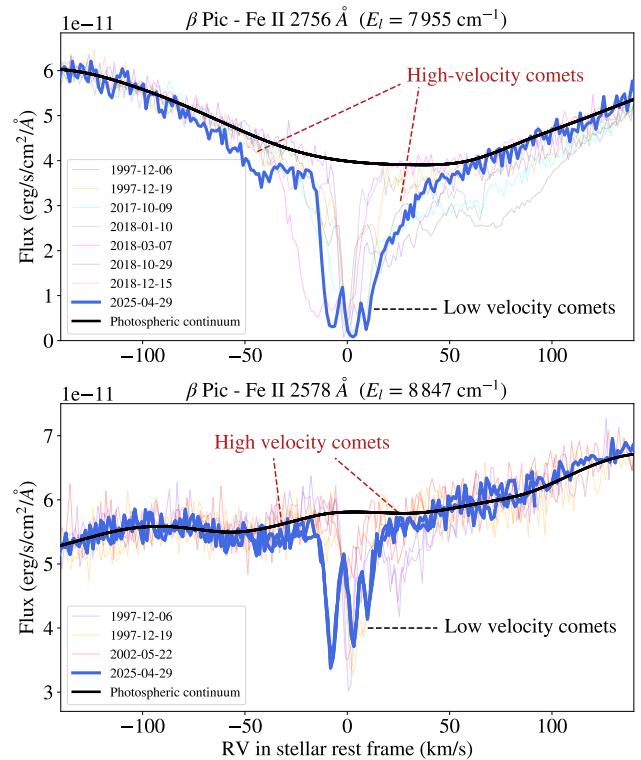 β Pic - Fe II 2756 Å (E_l = 7 955 cm⁻¹)
1e−11
6
5
4
3
2
1
0
Flux (erg/s/cm²/Å)
High-velocity comets
1997-12-06
1997-12-19
2017-10-09
2018-01-10
2018-03-07
2018-10-29
2018-12-15
2025-04-29
Photospheric continuum
Low velocity comets
−100
−50
0
50
100
β Pic - Fe II 2578 Å (E_l = 8 847 cm⁻¹)
1e−11
7
6
5
4
3
Flux (erg/s/cm²/Å)
High velocity comets
1997-12-06
1997-12-19
2002-05-22
2025-04-29
Photospheric continuum
Low velocity comets
−100
−50
0
50
100
RV in stellar rest frame (km/s)